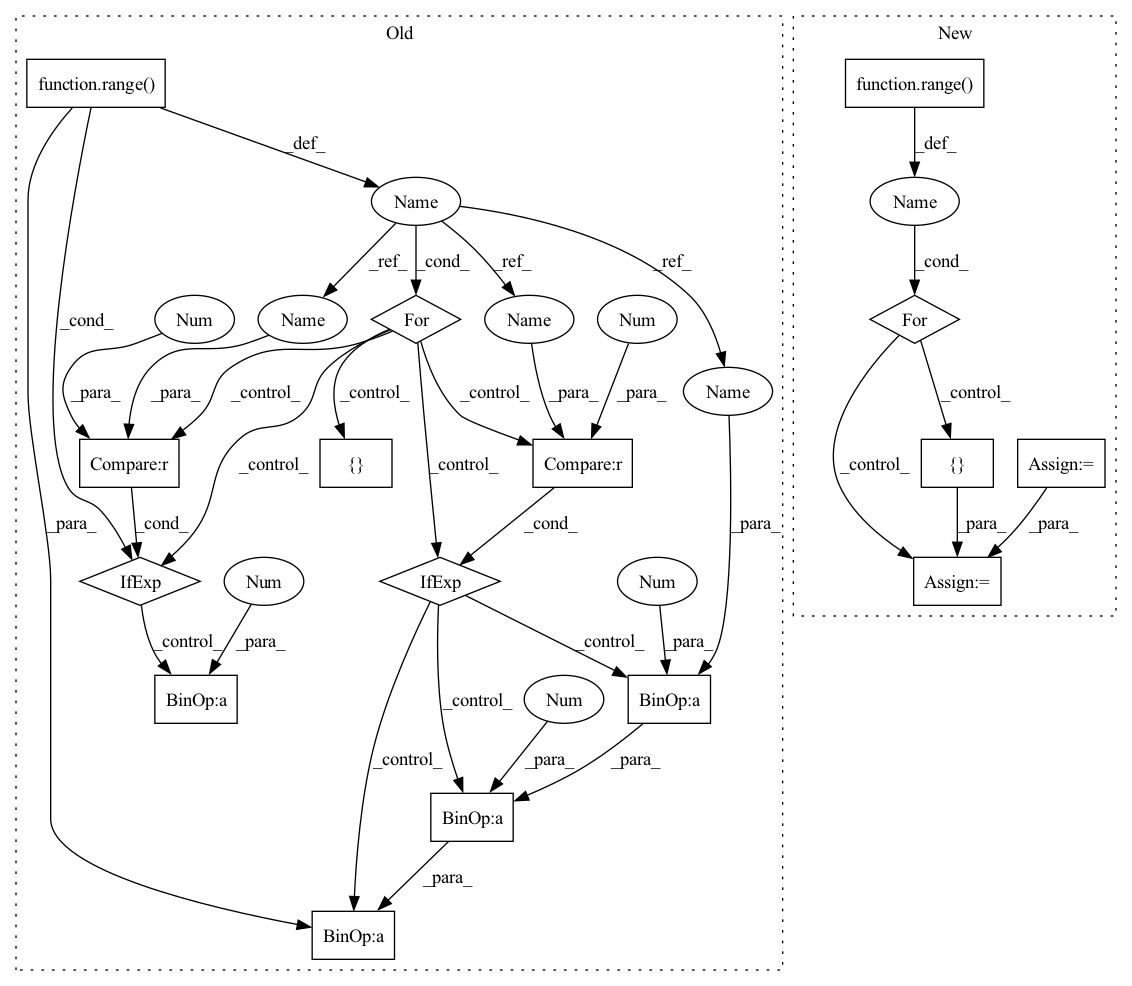 Old
New
function.range()
function.range()
_def_
_def_
Name
Name
_ref_
_cond_
_ref_
_ref_
_cond_
_cond_
Num
Name
For
Name
Num
For
Name
_para_
_para_
_control_
_control_
_control_
_para_
_para_
_control_
Compare:r
{}
Compare:r
{}
Assign:=
_control_
_control_
_control_
_para_
_cond_
_cond_
_para_
_para_
_para_
IfExp
Num
IfExp
Num
Assign:=
_control_
_para_
_control_
_para_
BinOp:a
_control_
Num
BinOp:a
_control_
_para_
_para_
BinOp:a
_para_
BinOp:a